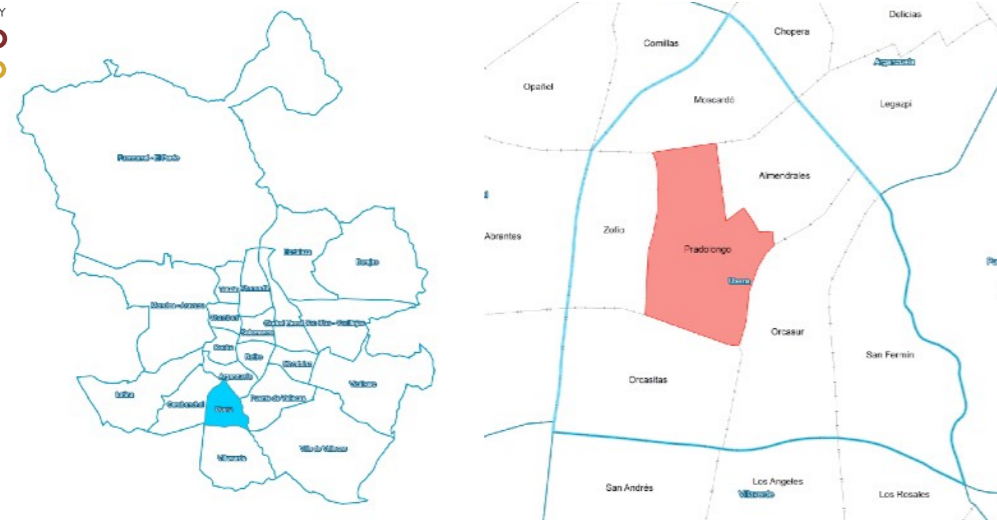 Y
Fuencarral - El Pardo
Hortaleza
Barajas
Tetuán
Chamartín
Moncloa - Aravaca
Chamberí
Ciudad Lineal
Salamanca
Centro
Retiro
Moratalaz
Arganzuela
Vicálvaro
Latina
Carabanchel
Usera
Puente de Vallecas
Villa de Vallecas
Villaverde
Delicias
Chopera
Comillas
Arganzuela
Opañel
Moscardó
Legazpi
Almendrales
Abrantes
Zofío
Pradolongo
Usera
Orcasur
San Fermín
Orcasitas
San Andrés
Los Angeles
Villaverde
Los Rosales